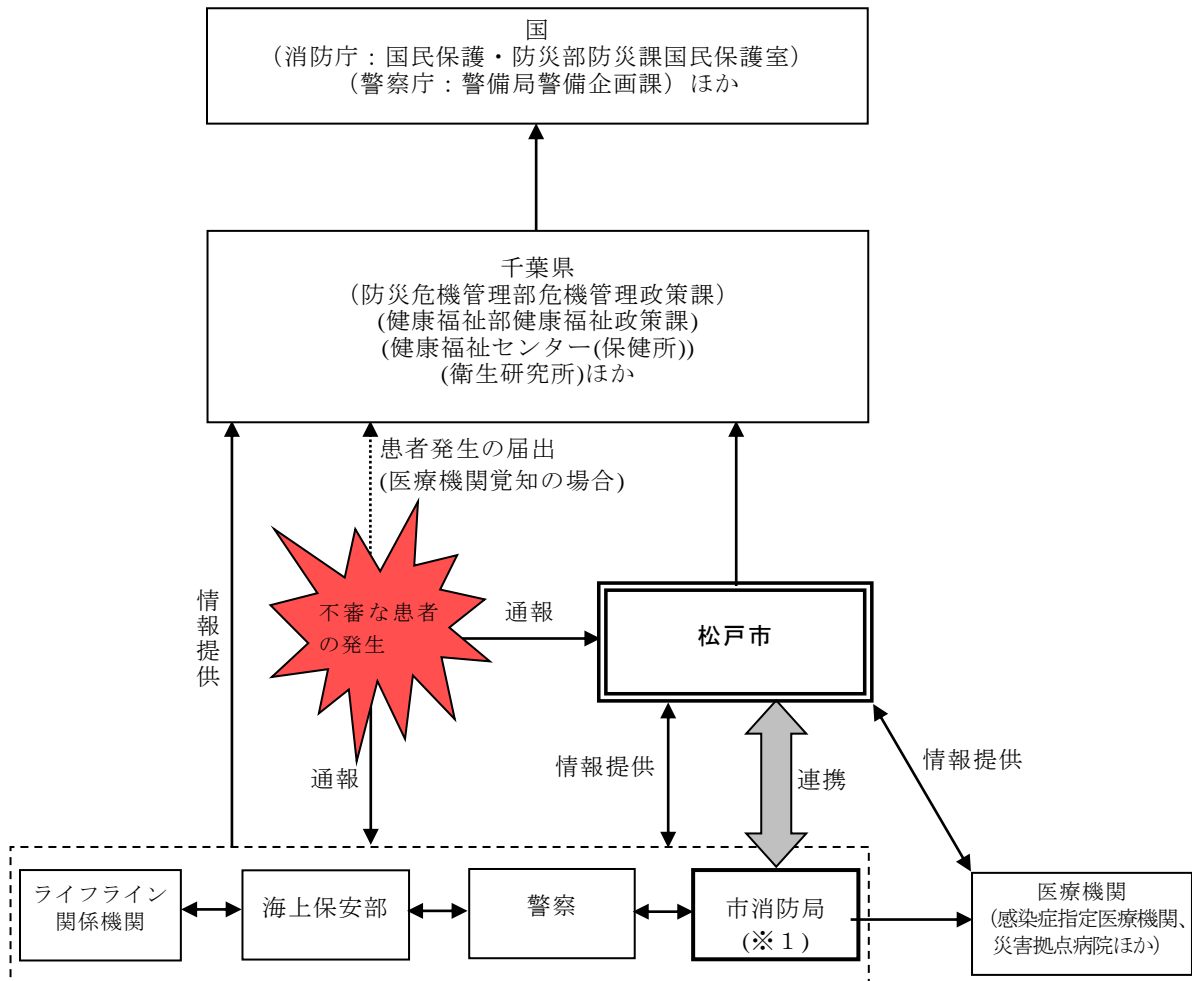 国
（消防庁：国民保護・防災部防災課国民保護室）
（警察庁：警備局警備企画課）ほか
千葉県
（防災危機管理部危機管理政策課）
(健康福祉部健康福祉政策課)
(健康福祉センター(保健所))
(衛生研究所)ほか
患者発生の届出
(医療機関覚知の場合)
情報提供
不審な患者
の発生
通報
松戸市
通報
情報提供
連携
情報提供
ライフライン
関係機関
海上保安部
警察
市消防局
(※１)
医療機関
（感染症指定医療機関、
災害拠点病院ほか）